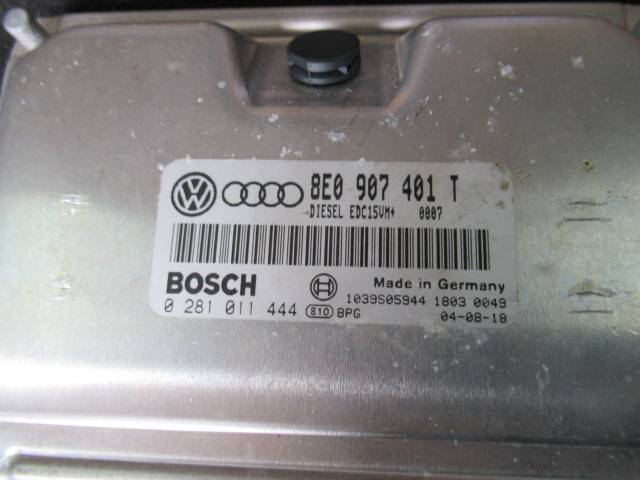 8E0 907 401 T
DIESEL EDC15VM+ 0007
BOSCH Made in Germany
0 281 011 444 810 BPG 1039S05944 1803 0049
04-08-18